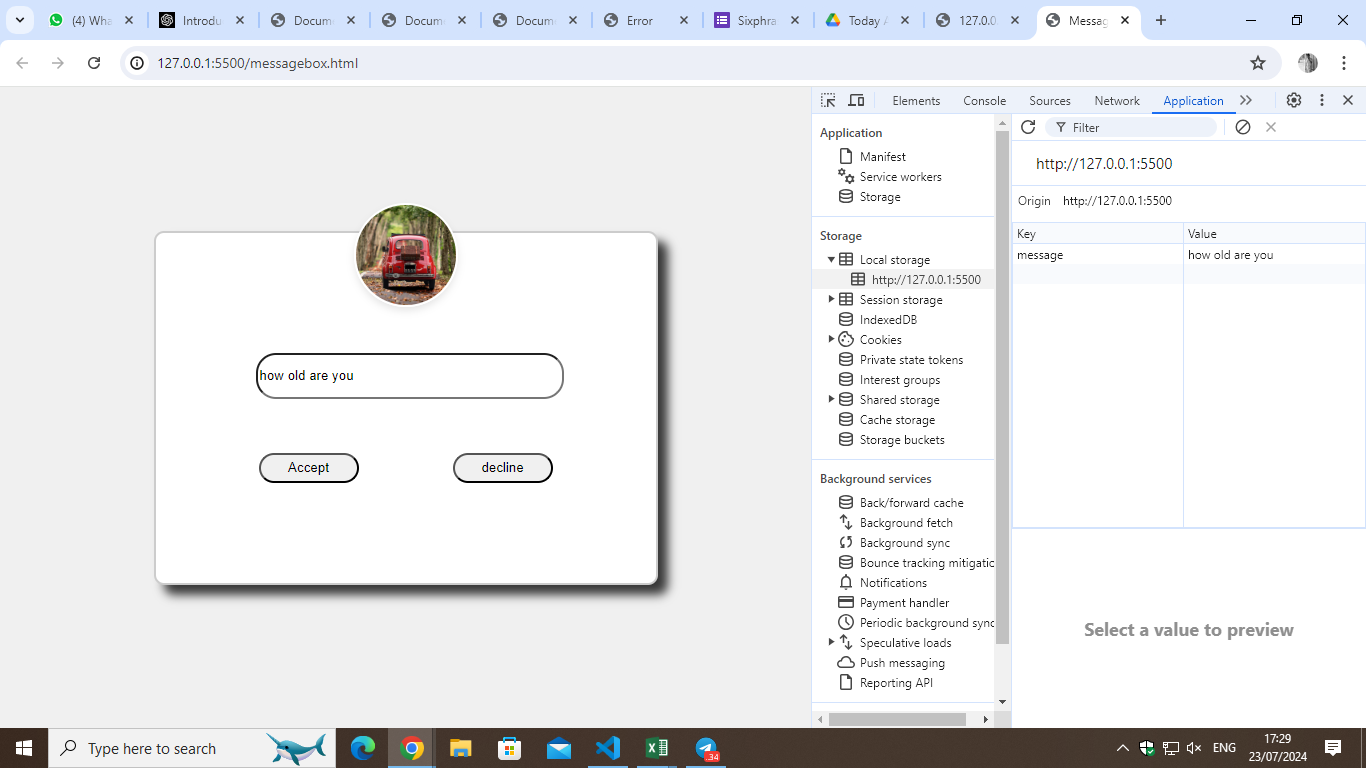 (4) Wha
Introdu
Docume
Docume
Docume
Error
Sixphra
Today A
127.0.0.
Messag
127.0.0.1:5500/messagebox.html
how old are you
Accept
decline
Elements
Console
Sources
Network
Application
Application
Manifest
Service workers
Storage
Storage
Local storage
http://127.0.0.1:5500
Session storage
IndexedDB
Cookies
Private state tokens
Interest groups
Shared storage
Cache storage
Storage buckets
Background services
Back/forward cache
Background fetch
Background sync
Bounce tracking mitigatio
Notifications
Payment handler
Periodic background sync
Speculative loads
Push messaging
Reporting API
Filter
http://127.0.0.1:5500
Origin http://127.0.0.1:5500
Key Value
message how old are you
Select a value to preview
Type here to search
.34
ENG
17:29
23/07/2024